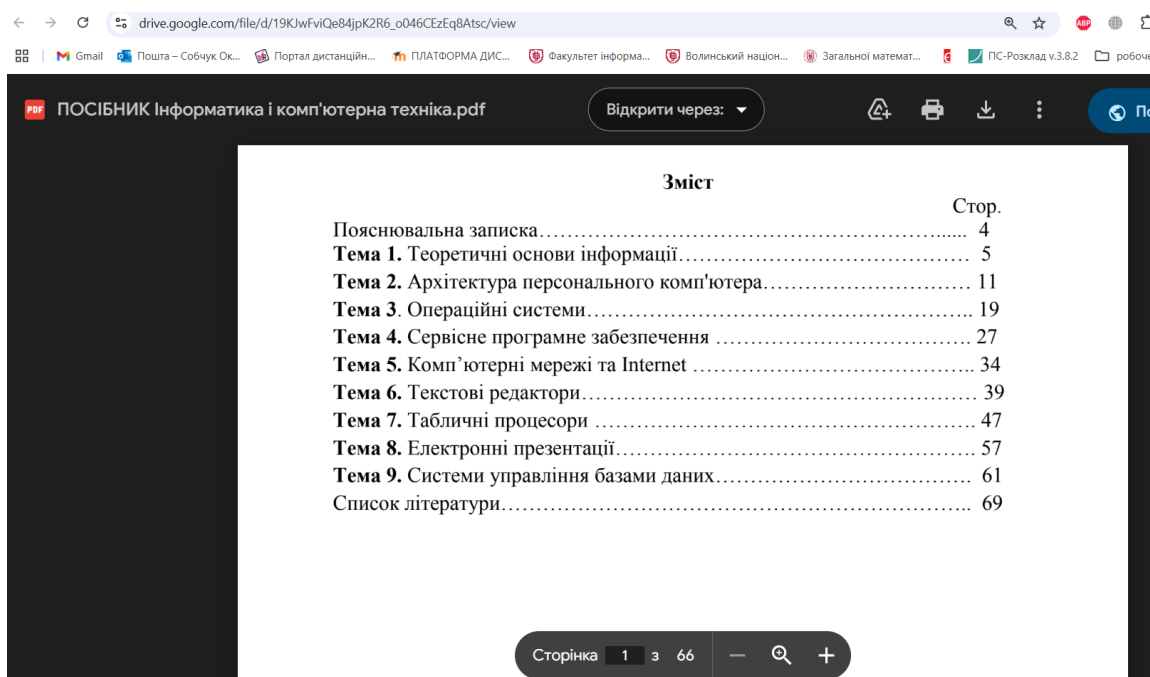 drive.google.com/file/d/19KJwFviQe84jpK2R6_o046CEzEq8Atsc/view
ABP
Gmail Пошта – Собчук Ок... Портал дистанційн... ПЛАТФОРМА ДИС... Факультет інформа... Волинський націон... Загальної математ... ПС-Розклад v.3.8.2 робоче
PDF ПОСІБНИК Інформатика і комп'ютерна техніка.pdf Відкрити через:
Зміст
Стор.
Пояснювальна записка…………………………………………………...... 4
Тема 1. Теоретичні основи інформації…………………………………… 5
Тема 2. Архітектура персонального комп'ютера………………………… 11
Тема 3. Операційні системи……………………………………………….. 19
Тема 4. Сервісне програмне забезпечення ………………………………. 27
Тема 5. Комп’ютерні мережі та Internet ………………………………….. 34
Тема 6. Текстові редактори………………………………………………… 39
Тема 7. Табличні процесори ………………………………………………. 47
Тема 8. Електронні презентації……………………………………………. 57
Тема 9. Системи управління базами даних………………………………. 61
Список літератури………………………………………………………….. 69
Сторінка 1 з 66